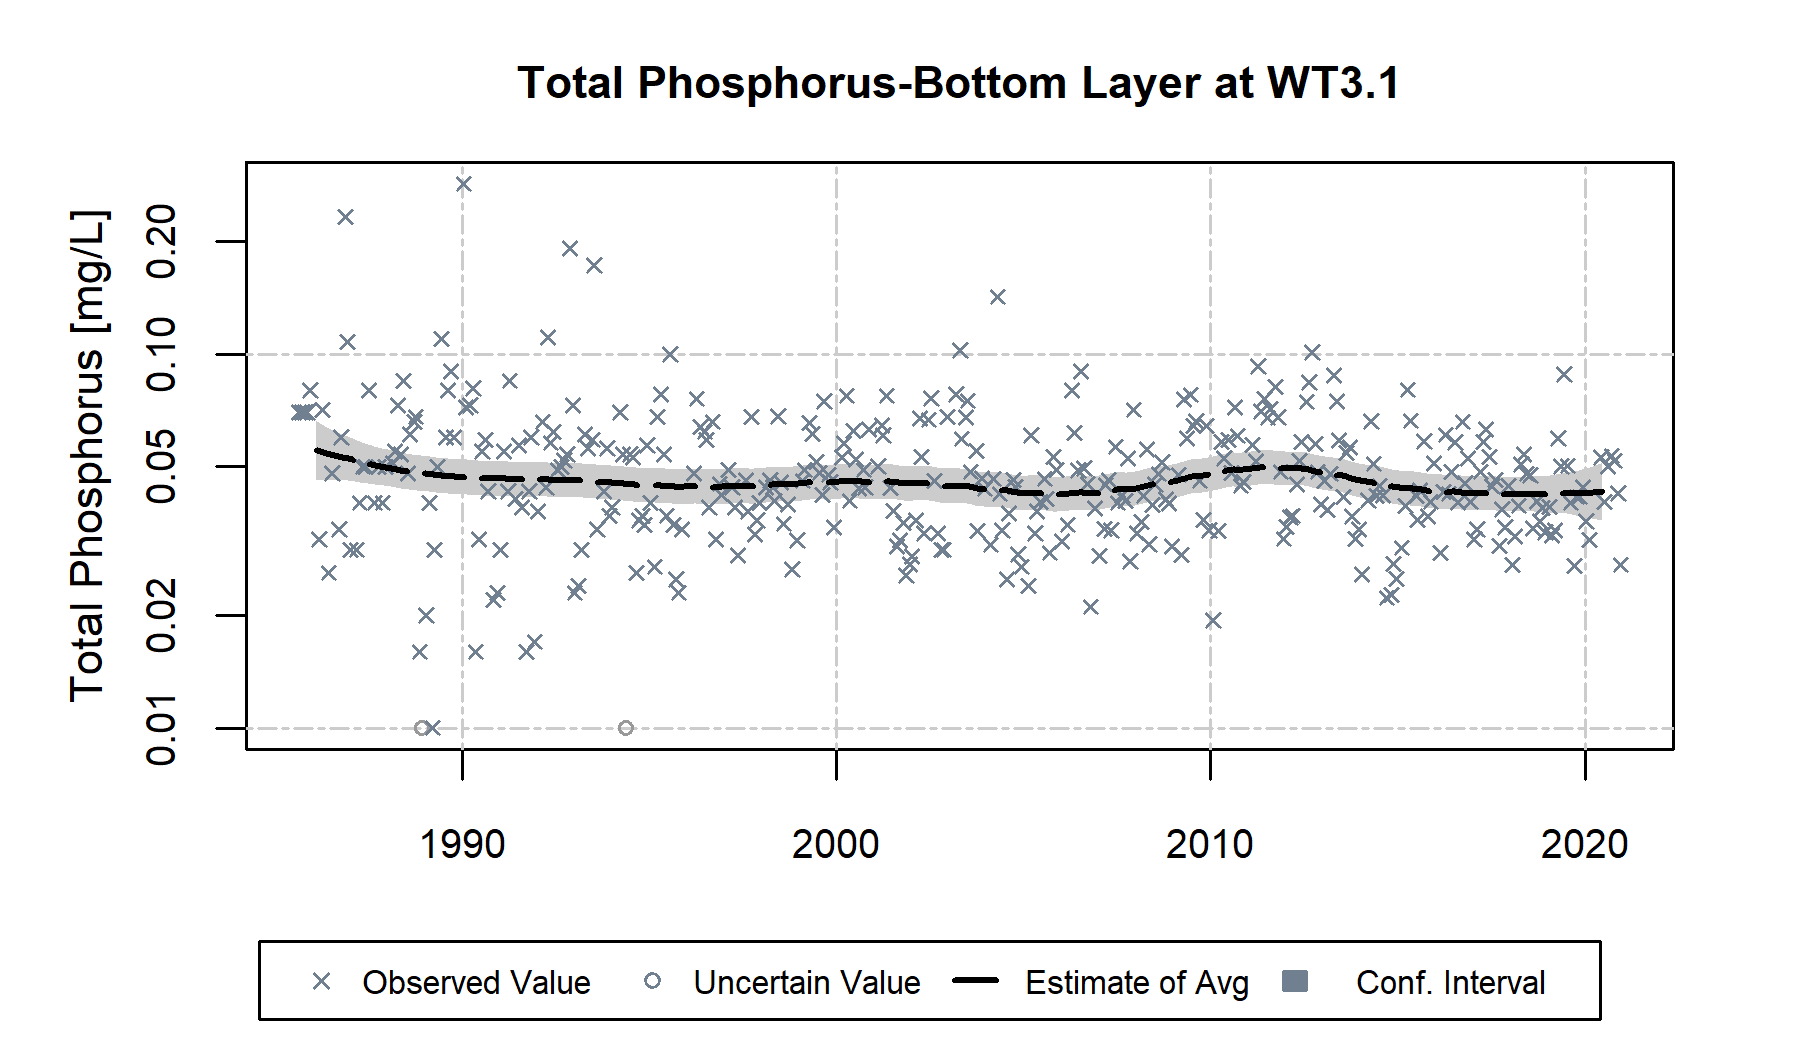 Total Phosphorus-Bottom Layer at WT3.1
Total Phosphorus [mg/L]
0.20
0.10
0.05
0.02
0.01
1990 2000 2010 2020
Observed Value Uncertain Value Estimate of Avg Conf. Interval